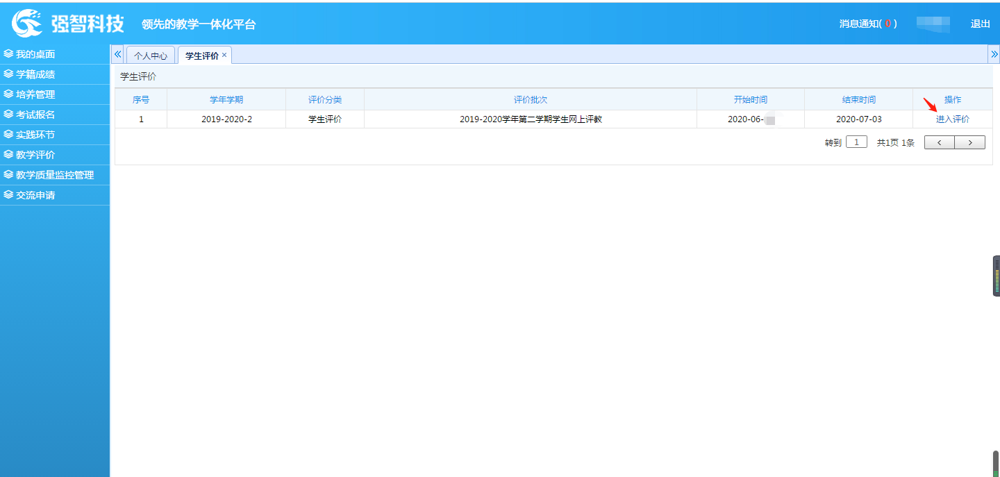 强智科技 领先的教学一体化平台 消息通知( 0 ) 退出
我的桌面
学籍成绩
培养管理
考试报名
实践环节
教学评价
教学质量监控管理
交流申请
个人中心 学生评价 ×
学生评价
序号 学年学期 评价分类 评价批次 开始时间 结束时间 操作
1 2019-2020-2 学生评价 2019-2020学年第二学期学生网上评教 2020-06- 2020-07-03 进入评价
转到 1 共1页 1条 < >